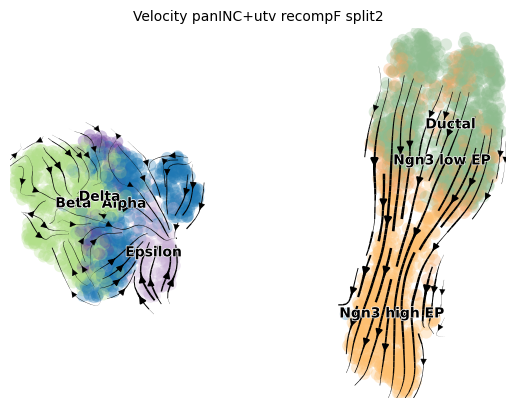 Velocity panINC+utv recompF split2
Ductal
Ngn3 low EP
Delta
Beta
Alpha
Epsilon
Ngn3 high EP